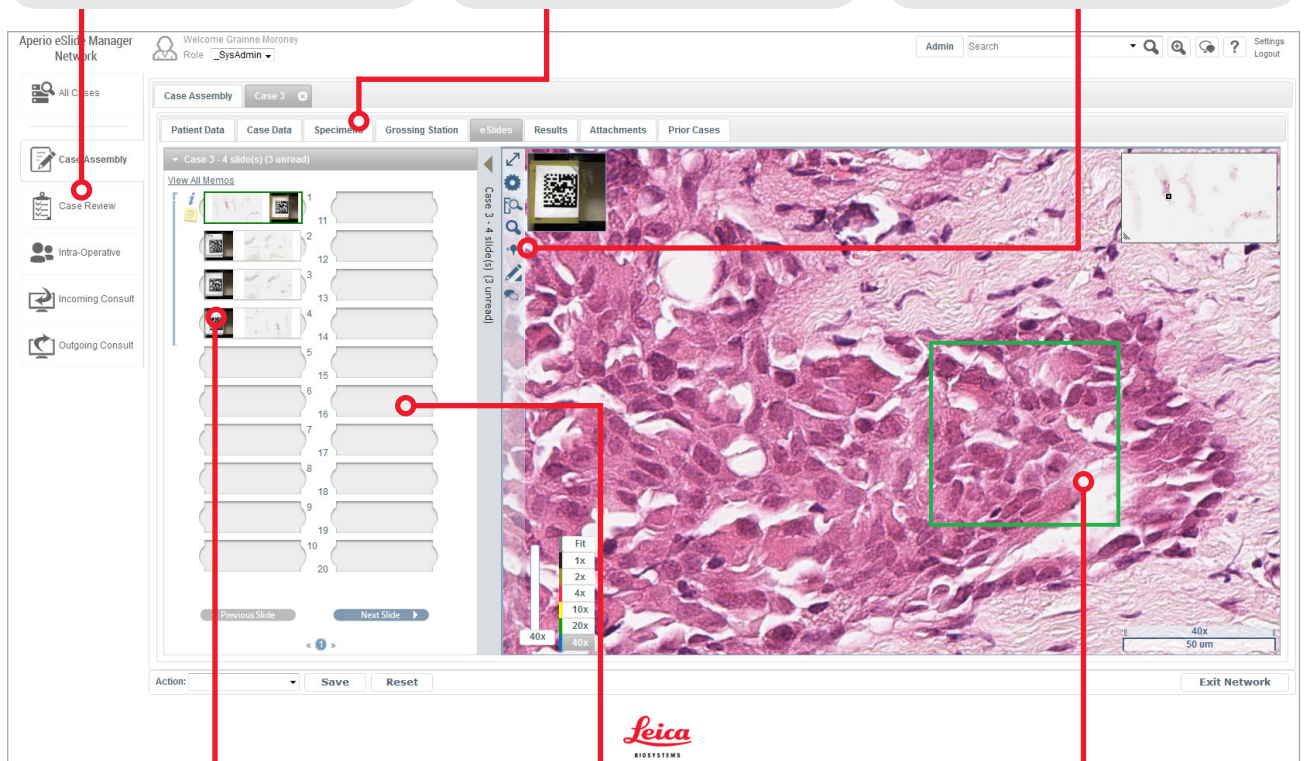 Aperio eSlide Manager
Network
Welcome Grainne Moroney
Role _SysAdmin
Admin Search ? Settings
Logout
All Cases
Case Assembly
Case Review
Intra-Operative
Incoming Consult
Outgoing Consult
Case Assembly Case 3
Patient Data Case Data Specimens Grossing Station eSlides Results Attachments Prior Cases
Case 3 - 4 slide(s) (3 unread)
View All Memos
1
11
2
12
3
13
4
14
5
15
6
16
7
17
8
18
9
19
10
20
Previous Slide Next Slide
« 1 »
Case 3 - 4 slide(s) (3 unread)
Fit
1x
2x
4x
10x
20x
40x
40x
40x
50 um
Action: Save Reset Exit Network
Leica
BIOSYSTEMS